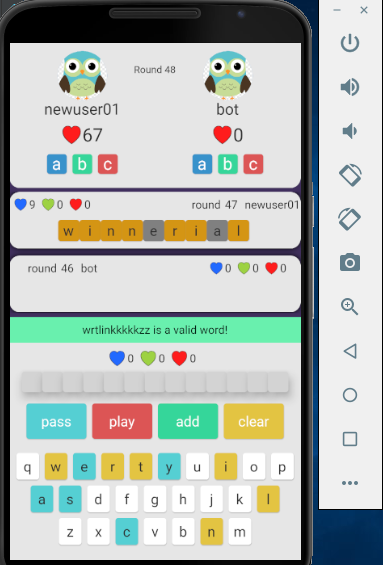 Round 48
newuser01 bot
67 0
a b c a b c
9 0 0 round 47 newuser01
w i n n e r i a l
round 46 bot 0 0 0
wrtlinkkkkkzz is a valid word!
0 0 0
pass play add clear
q w e r t y u i o p
a s d f g h j k l
z x c v b n m